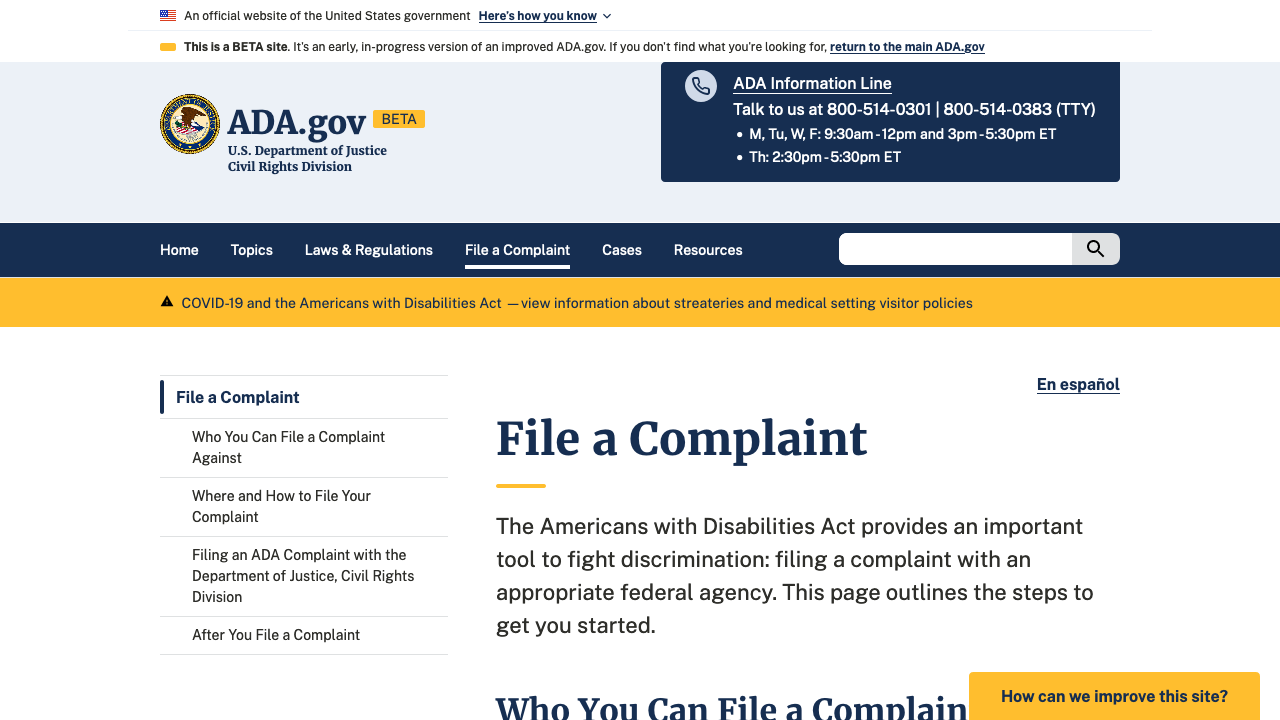 An official website of the United States government Here's how you know
This is a BETA site. It's an early, in-progress version of an improved ADA.gov. If you don't find what you're looking for, return to the main ADA.gov
ADA.gov BETA
U.S. Department of Justice
Civil Rights Division
ADA Information Line
Talk to us at 800-514-0301 | 800-514-0383 (TTY)
• M, Tu, W, F: 9:30am - 12pm and 3pm - 5:30pm ET
• Th: 2:30pm - 5:30pm ET
Home Topics Laws & Regulations File a Complaint Cases Resources
COVID-19 and the Americans with Disabilities Act — view information about streateries and medical setting visitor policies
File a Complaint
Who You Can File a Complaint
Against
Where and How to File Your
Complaint
Filing an ADA Complaint with the
Department of Justice, Civil Rights
Division
After You File a Complaint
En español
File a Complaint
The Americans with Disabilities Act provides an important
tool to fight discrimination: filing a complaint with an
appropriate federal agency. This page outlines the steps to
get you started.
Who You Can File a Complain
How can we improve this site?